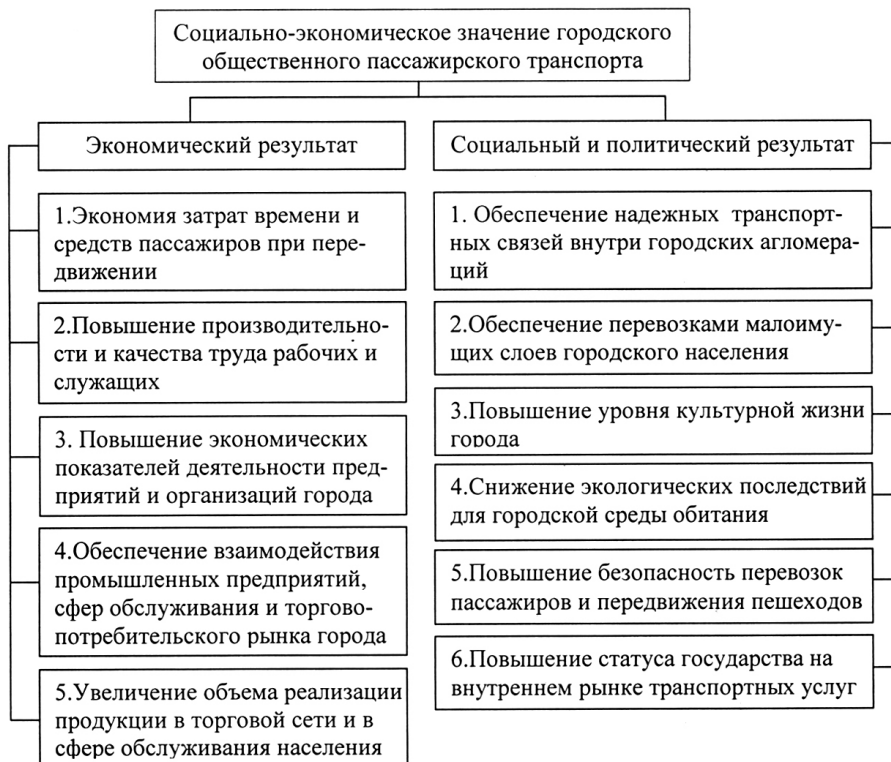 Социально-экономическое значение городского
общественного пассажирского транспорта
Экономический результат
1.Экономия затрат времени и
средств пассажиров при пере-
движении
2.Повышение производительно-
сти и качества труда рабочих и
служащих
3. Повышение экономических
показателей деятельности пред-
приятий и организаций города
4.Обеспечение взаимодействия
промышленных предприятий,
сфер обслуживания и торгово-
потребительского рынка города
5.Увеличение объема реализации
продукции в торговой сети и в
сфере обслуживания населения
Социальный и политический результат
1. Обеспечение надежных транспорт-
ных связей внутри городских агломера-
ций
2.Обеспечение перевозками малоиму-
щих слоев городского населения
3.Повышение уровня культурной жизни
города
4.Снижение экологических последствий
для городской среды обитания
5.Повышение безопасность перевозок
пассажиров и передвижения пешеходов
6.Повышение статуса государства на
внутреннем рынке транспортных услуг